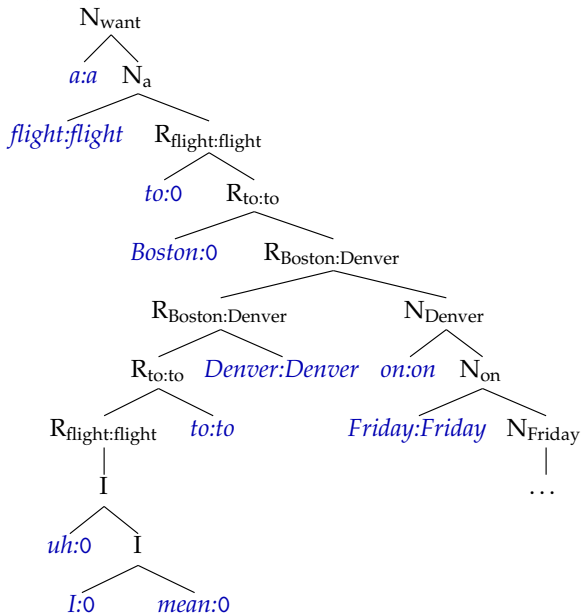 N_want
a:a N_a
flight:flight R_flight:flight
to:0 R_to:to
Boston:0 R_Boston:Denver
R_Boston:Denver N_Denver
R_to:to Denver:Denver on:on N_on
R_flight:flight to:to Friday:Friday N_Friday
I ...
uh:0 I
I:0 mean:0